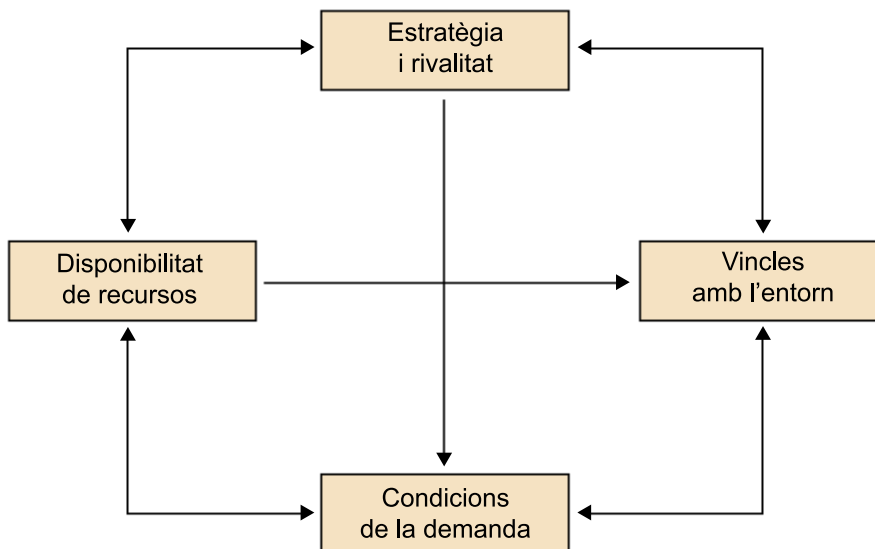 Estratègia
i rivalitat
Disponibilitat
de recursos
Vincles
amb l'entorn
Condicions
de la demanda